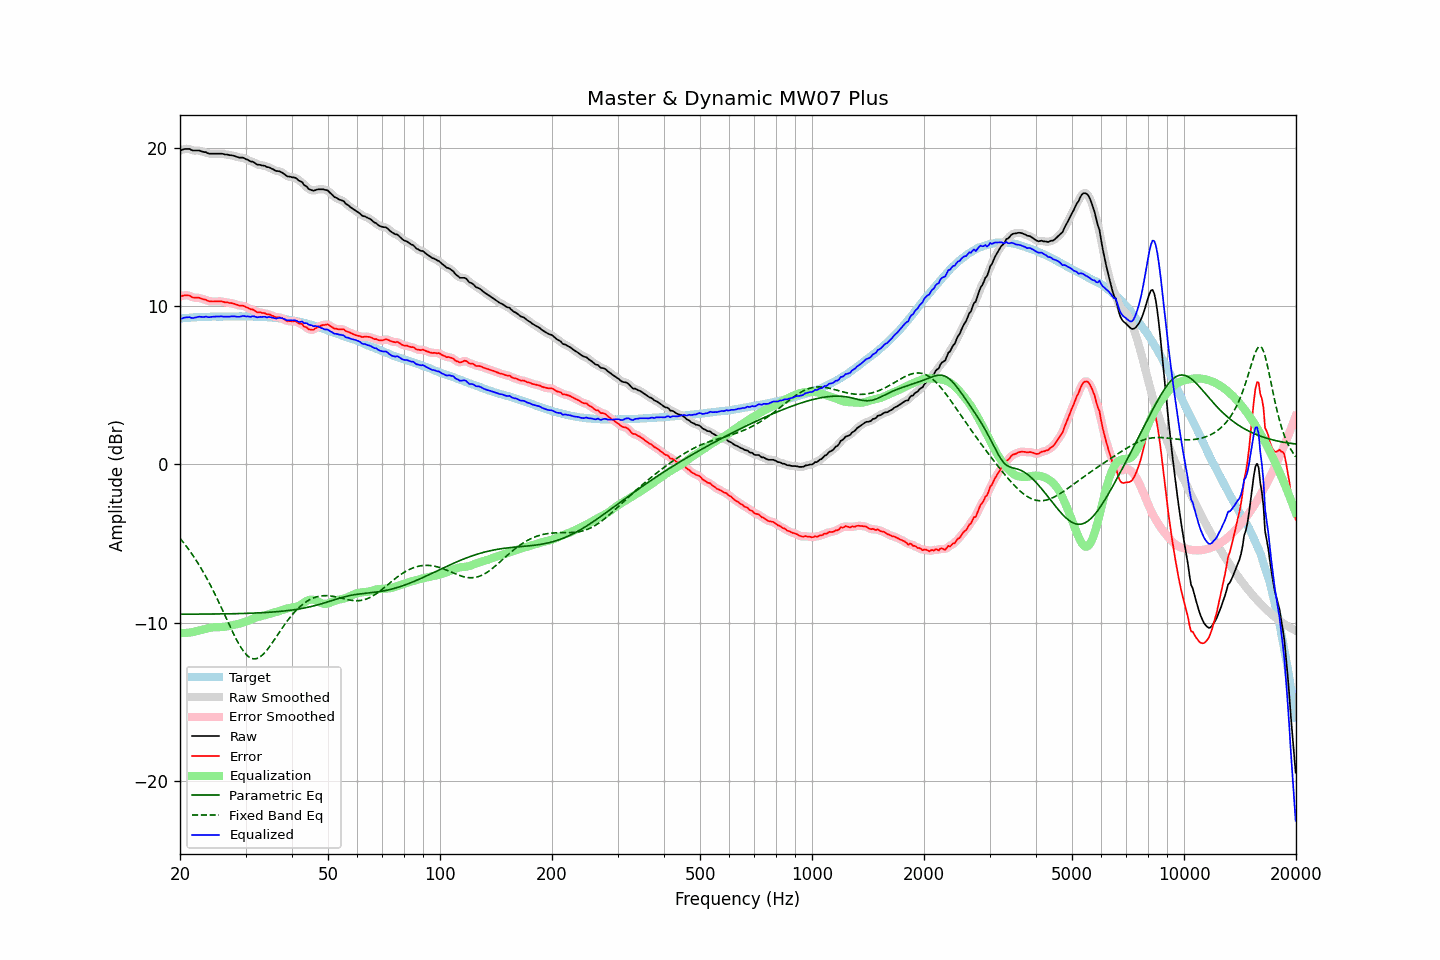 Master & Dynamic MW07 Plus
Amplitude (dBr)
20
10
0
−10
−20
Target
Raw Smoothed
Error Smoothed
Raw
Error
Equalization
Parametric Eq
Fixed Band Eq
Equalized
20 50 100 200 500 1000 2000 5000 10000 20000
Frequency (Hz)